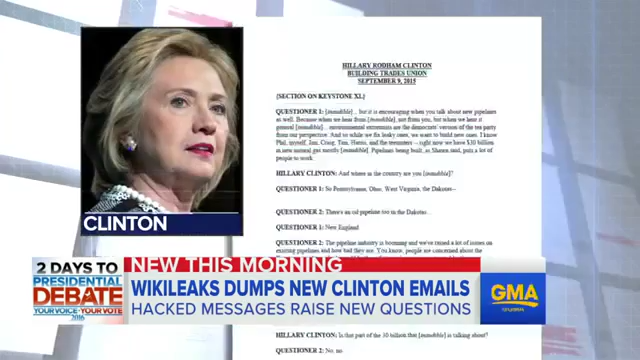 HILLARY RODHAM CLINTON
BUILDING TRADES UNION
SEPTEMBER 9, 2015
[SECTION ON KEYSTONE XL]
QUESTIONER 1: [inaudible]... but it is encouraging when you talk about new pipelines
as well. Because when we hear from [inaudible], not from you, but when we hear it
general [inaudible]... environmental extremists are the democrats' version of the tea party
from our perspective. And so while we fix leaky ones, we want to build new ones. I know
Phil, myself, Jim, Craig, Tim, Harris, and the teamsters – right now we have $30 billion
in new natural gas mostly [inaudible]. Pipelines being built, as Shawn said, puts a lot of
people to work.
HILLARY CLINTON: And where in the country are you [inaudible]?
QUESTIONER 1: So Pennsylvania, Ohio, West Virginia, the Dakotas--
QUESTIONER 2: There's an oil pipeline too in the Dakotas...
QUESTIONER 1: New England
QUESTIONER 2: The pipeline industry is booming and we've raised a lot of issues on
existing pipelines and how bad they are. You know, people are concerned about the
CLINTON
2 DAYS TO
PRESIDENTIAL
DEBATE
YOUR VOICE • YOUR VOTE
2016
NEW THIS MORNING
WIKILEAKS DUMPS NEW CLINTON EMAILS
HACKED MESSAGES RAISE NEW QUESTIONS
GMA
HILLARY CLINTON: Is that part of the 30 billion that [inaudible] is talking about?
QUESTIONER 2: No, no